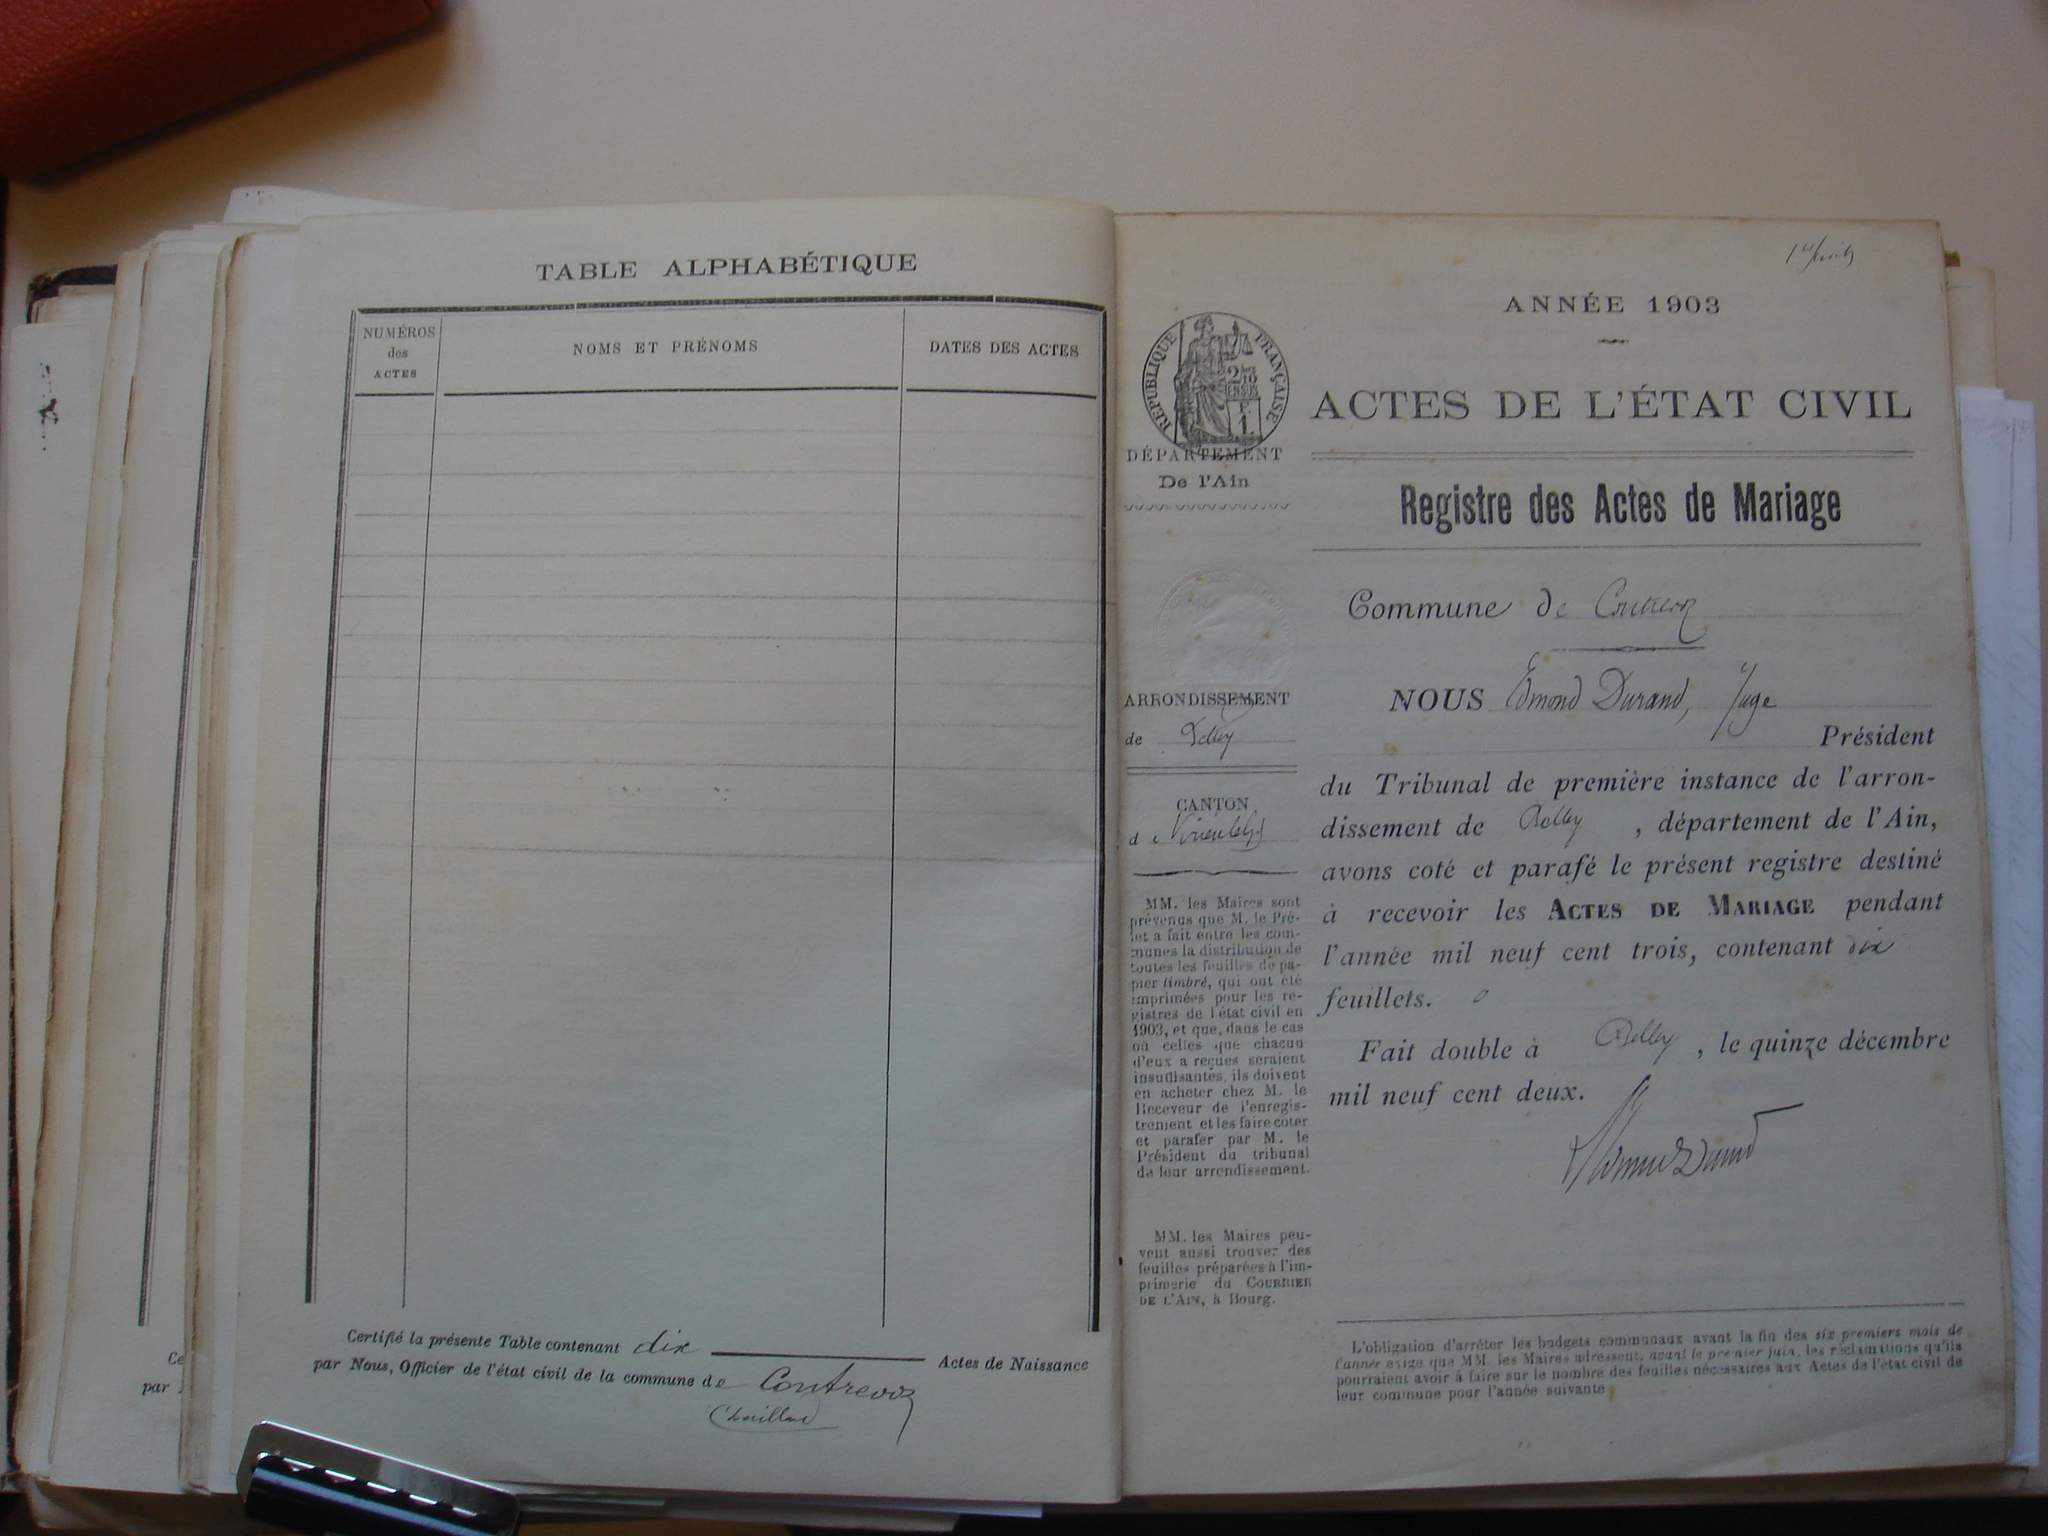 TABLE ALPHABÉTIQUE
NUMÉROS
des
ACTES
NOMS ET PRÉNOMS
DATES DES ACTES
Certifié la présente Table contenant dix Actes de Naissance
par Nous, Officier de l'état civil de la commune de Contrevoz
Ce
par
ANNÉE 1903
RÉPUBLIQUE FRANÇAISE
ACTES DE L'ÉTAT CIVIL
DÉPARTEMENT
De l'Ain
Registre des Actes de Mariage
Commune de Contrevoz
ARRONDISSEMENT
de Belley
CANTON
MM. les Maires sont
prévenus que M. le Pré-
fet a fait entre les com-
munes la distribution de
toutes les feuilles de pa-
pier timbré, qui ont été
imprimées pour les re-
gistres de l'état civil en
1903, et que, dans le cas
où celles que chacun
d'eux a reçues seraient
insuffisantes, ils doivent
en acheter chez M. le
Receveur de l'enregis-
trement et les faire coter
et parafer par M. le
Président du tribunal
de leur arrondissement.
MM. les Maires peu-
vent aussi trouver des
feuilles préparées à l'im-
primerie du COURRIER
DE L'AIN, à Bourg.
NOUS Edmond Durand, Juge
Président
du Tribunal de première instance de l'arron-
dissement de Belley, département de l'Ain,
avons coté et parafé le présent registre destiné
à recevoir les ACTES DE MARIAGE pendant
l'année mil neuf cent trois, contenant dix
feuillets.
Fait double à Belley, le quinze décembre
mil neuf cent deux.
L'obligation d'arrêter les budgets communaux avant la fin des six premiers mois de
l'année exige que MM. les Maires adressent, avant le premier juin, les réclamations qu'ils
pourraient avoir à faire sur le nombre des feuilles nécessaires aux Actes de l'état civil de
leur commune pour l'année suivante.